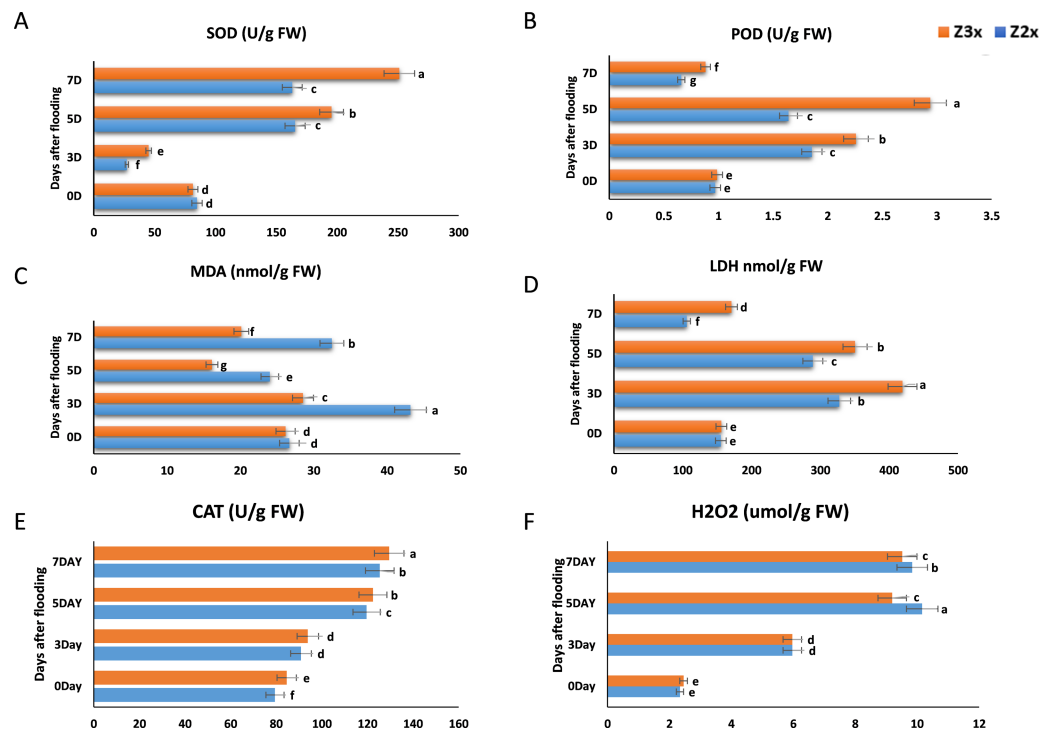 A
SOD (U/g FW)
Days after flooding
7D
a
c
5D
b
c
3D
e
f
0D
d
d
0 50 100 150 200 250 300
B
POD (U/g FW)
Z3x Z2x
Days after flooding
7D
f
g
5D
a
c
3D
b
c
0D
e
e
0 0.5 1 1.5 2 2.5 3 3.5
C
MDA (nmol/g FW)
Days after flooding
7D
f
b
5D
g
e
3D
c
a
0D
d
d
0 10 20 30 40 50
D
LDH nmol/g FW
Days after flooding
7D
d
f
5D
b
c
3D
a
b
0D
e
e
0 100 200 300 400 500
E
CAT (U/g FW)
Days after flooding
7DAY
a
b
5DAY
b
c
3Day
d
d
0Day
e
f
0 20 40 60 80 100 120 140 160
F
H2O2 (umol/g FW)
Days after flooding
7DAY
c
b
5DAY
c
a
3Day
d
d
0Day
e
e
0 2 4 6 8 10 12